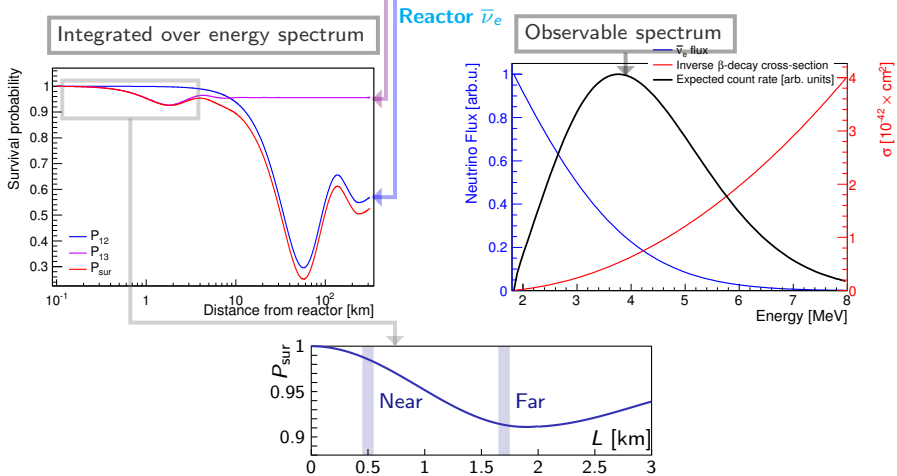 Reactor ν̅ₑ
Integrated over energy spectrum
Observable spectrum
Survival probability
1
0.9
0.8
0.7
0.6
0.5
0.4
0.3
P₁₂
P₁₃
Pₛᵤᵣ
10⁻¹ 1 10 10²
Distance from reactor [km]
ν̅ₑ flux
Inverse β-decay cross-section
Expected count rate [arb. units]
Neutrino Flux [arb.u.]
1
0.8
0.6
0.4
0.2
0
σ [10⁻⁴² × cm²]
4
3
2
1
0
2 3 4 5 6 7 8
Energy [MeV]
Pₛᵤᵣ
1
0.95
0.9
Near Far
L [km]
0 0.5 1 1.5 2 2.5 3